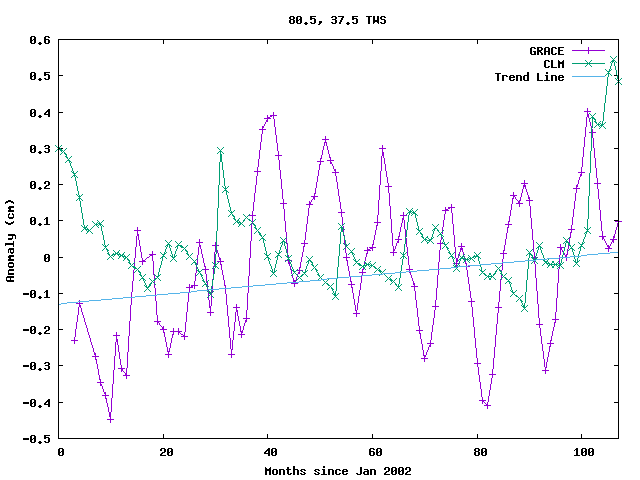 80.5, 37.5 TWS
GRACE
CLM
Trend Line
0.6
0.5
0.4
0.3
0.2
0.1
0
-0.1
-0.2
-0.3
-0.4
-0.5
Anomaly (cm)
0 20 40 60 80 100
Months since Jan 2002